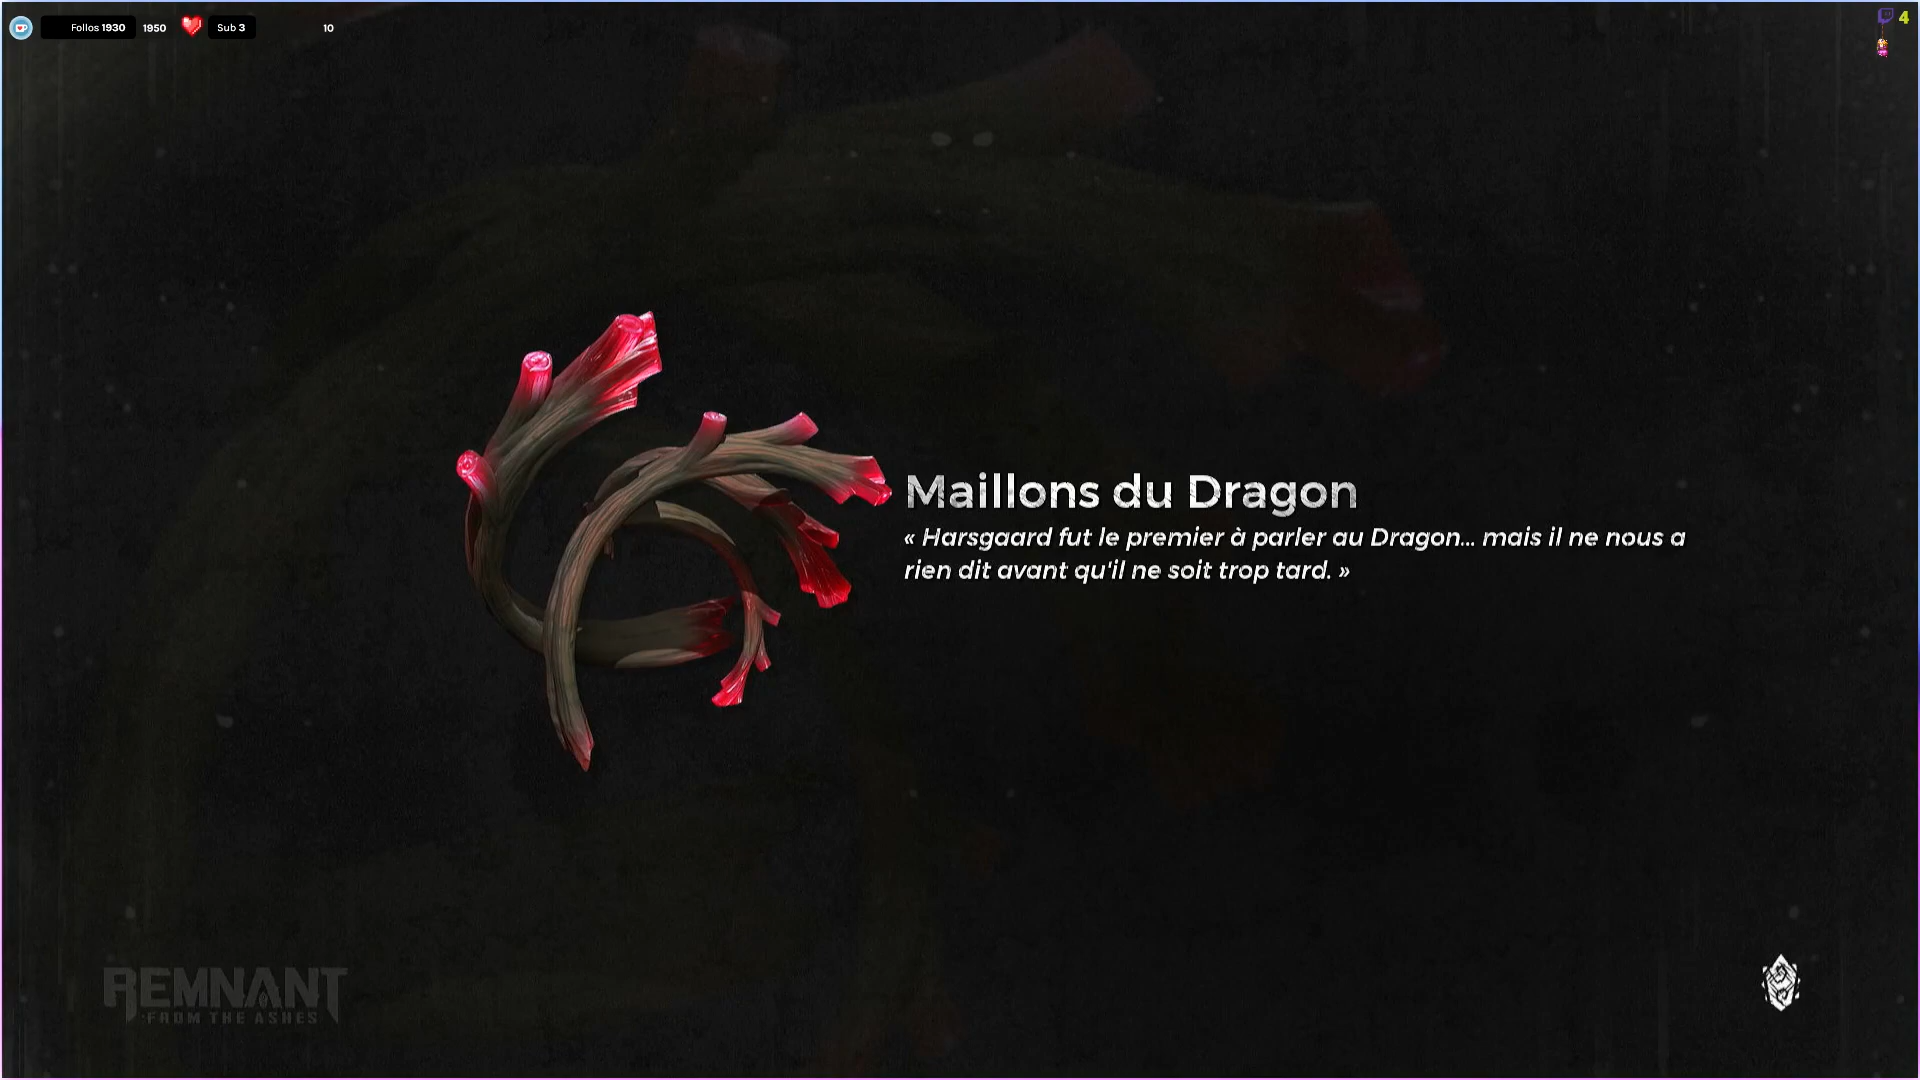 Follos 1930 1950 Sub 3 10 4
Maillons du Dragon
« Harsgaard fut le premier à parler au Dragon... mais il ne nous a
rien dit avant qu'il ne soit trop tard. »
REMNANT
FROM THE ASHES